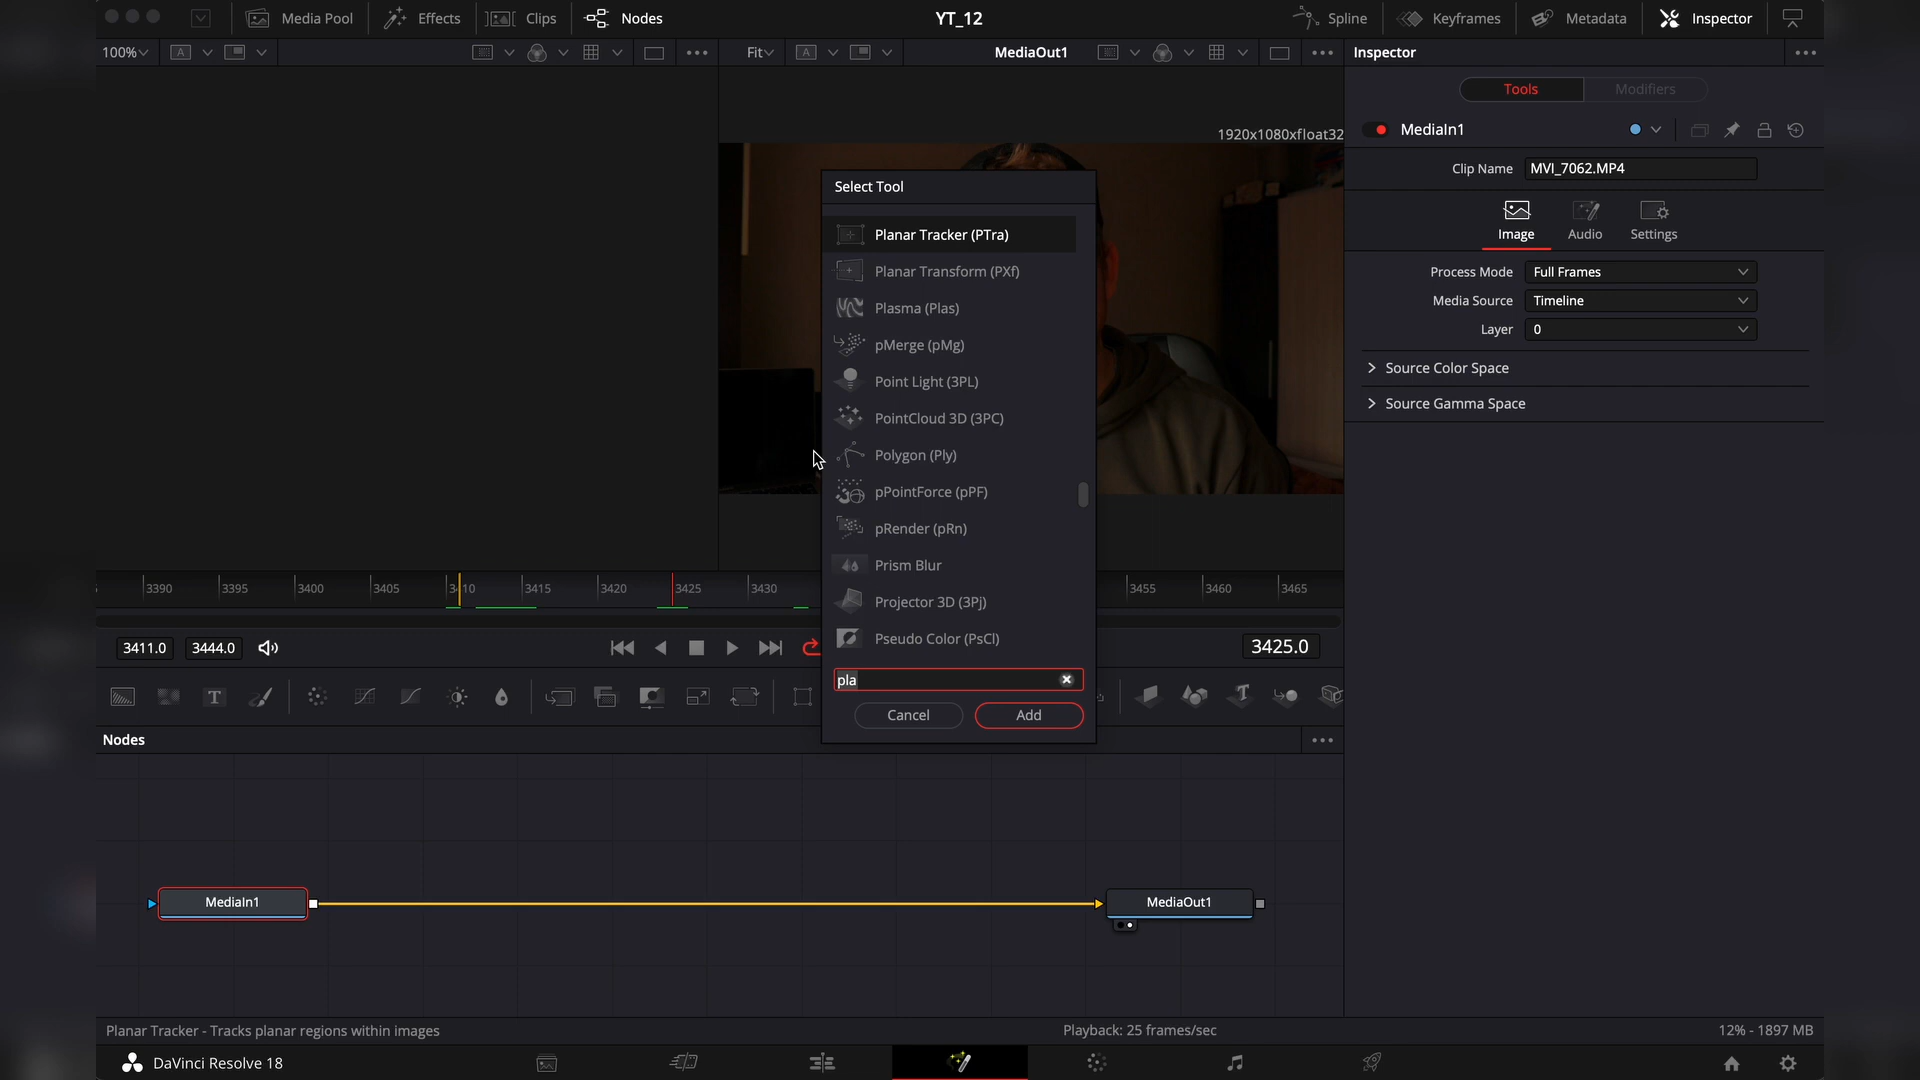 Media Pool
Effects
Clips
Nodes
YT_12
Spline
Keyframes
Metadata
Inspector
100%
A
Fit
A
MediaOut1
Inspector
Tools
Modifiers
1920x1080xfloat32
MediaIn1
Clip Name
MVI_7062.MP4
Image
Audio
Settings
Process Mode
Full Frames
Media Source
Timeline
Layer
0
Source Color Space
Source Gamma Space
Select Tool
Planar Tracker (PTra)
Planar Transform (PXf)
Plasma (Plas)
pMerge (pMg)
Point Light (3PL)
PointCloud 3D (3PC)
Polygon (Ply)
pPointForce (pPF)
pRender (pRn)
Prism Blur
Projector 3D (3Pj)
Pseudo Color (PsCl)
pla
Cancel
Add
3390
3395
3400
3405
3410
3415
3420
3425
3430
3455
3460
3465
3411.0
3444.0
3425.0
T
T
Nodes
MediaIn1
MediaOut1
Planar Tracker - Tracks planar regions within images
Playback: 25 frames/sec
12% - 1897 MB
DaVinci Resolve 18